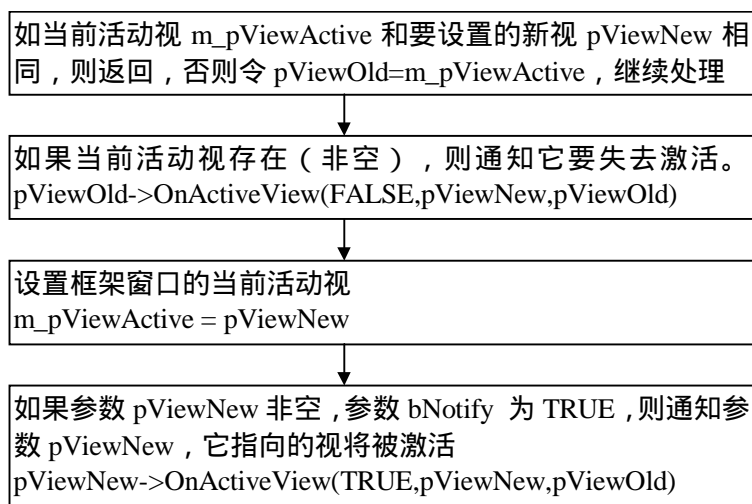 如当前活动视 m_pViewActive 和要设置的新视 pViewNew 相
同，则返回，否则令 pViewOld=m_pViewActive，继续处理
如果当前活动视存在（非空），则通知它要失去激活。
pViewOld->OnActiveView(FALSE,pViewNew,pViewOld)
设置框架窗口的当前活动视
m_pViewActive = pViewNew
如果参数 pViewNew 非空，参数 bNotify 为 TRUE，则通知参
数 pViewNew，它指向的视将被激活
pViewNew->OnActiveView(TRUE,pViewNew,pViewOld)